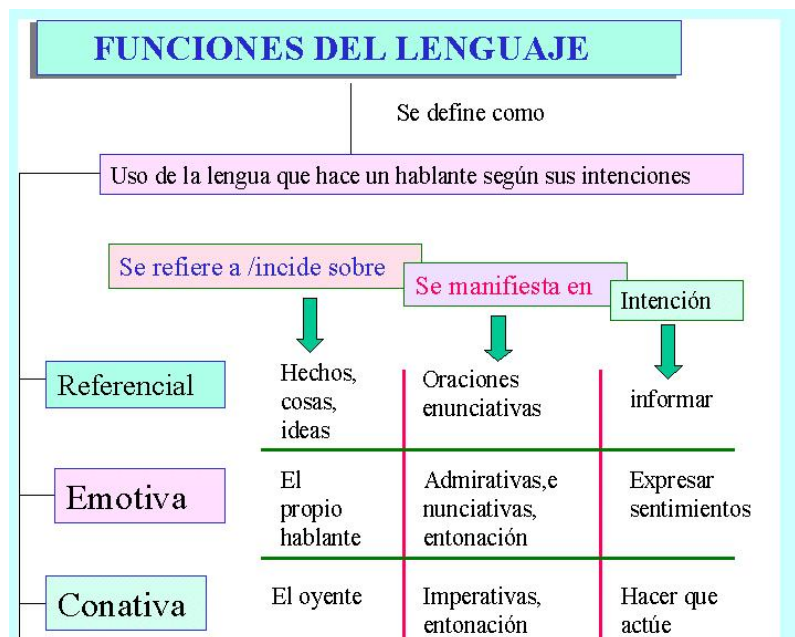 FUNCIONES DEL LENGUAJE
Se define como
Uso de la lengua que hace un hablante según sus intenciones
Se refiere a /incide sobre
Se manifiesta en
Intención
Referencial
Hechos,
cosas,
ideas
Oraciones
enunciativas
informar
Emotiva
El
propio
hablante
Admirativas,e
nunciativas,
entonación
Expresar
sentimientos
Conativa
El oyente
Imperativas,
entonación
Hacer que
actúe